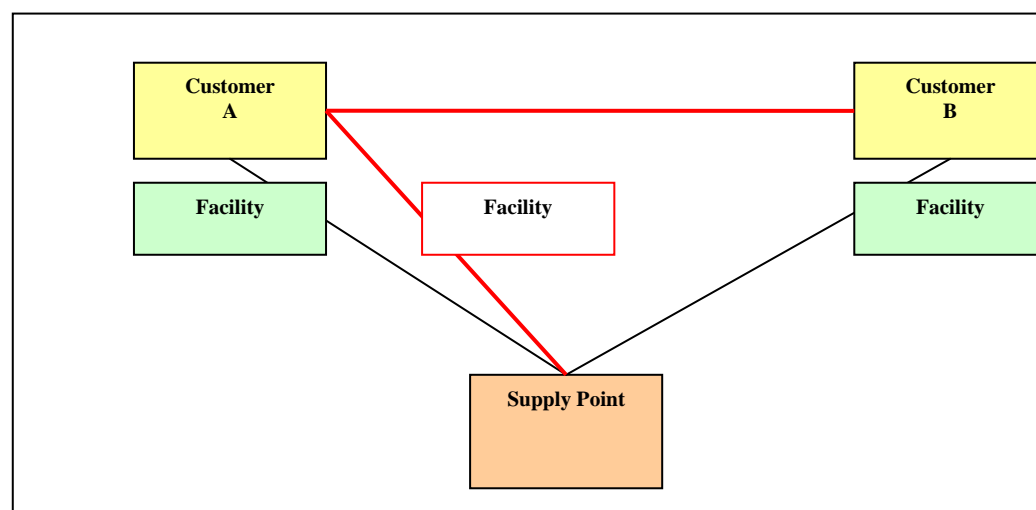 Customer
A
Customer
B
Facility
Facility
Facility
Supply Point